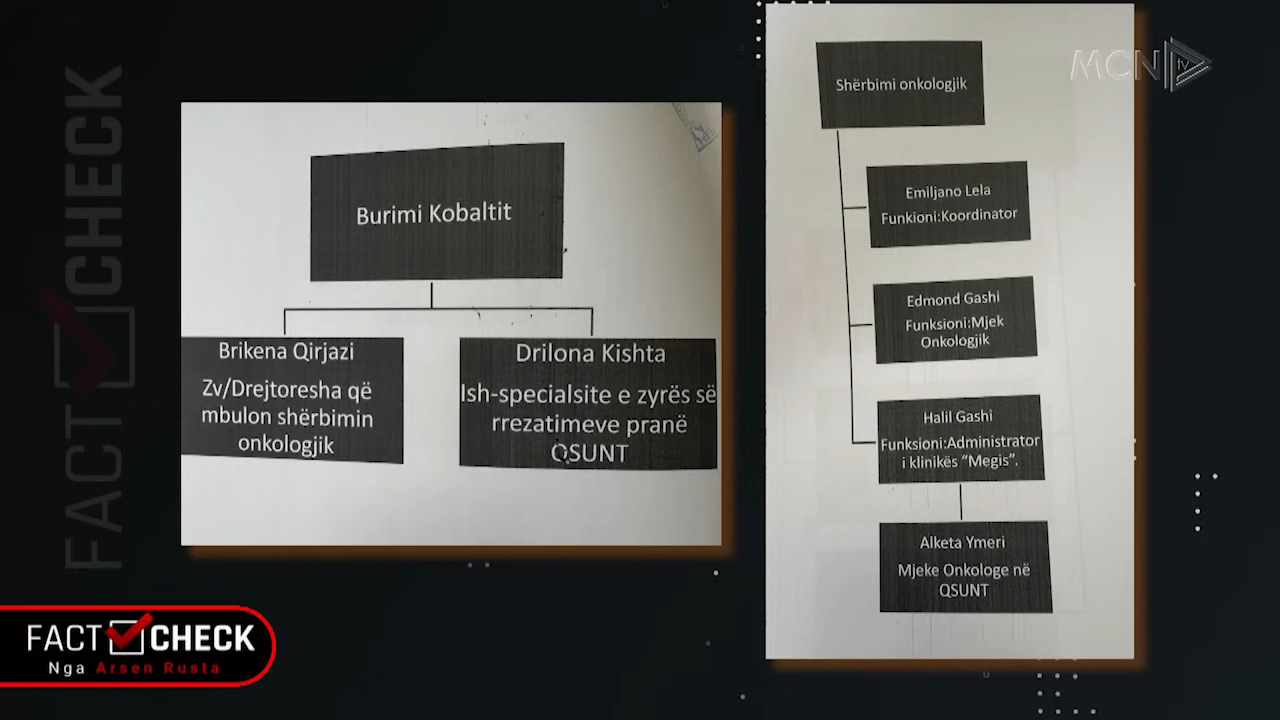 FACT CHECK
Burimi Kobaltit
Brikena Qirjazi
Zv/Drejtoresha që
mbulon shërbimin
onkologjik
Drilona Kishta
Ish-specialsite e zyrës së
rrezatimeve pranë
QSUNT
Shërbimi onkologjik
Emiljano Lela
Funkioni:Koordinator
Edmond Gashi
Funksioni:Mjek
Onkologjik
Halil Gashi
Funksioni:Administrator
i klinikës “Megis”.
Alketa Ymeri
Mjeke Onkologe në
QSUNT
MCN tv
FACT CHECK
Nga Arsen Rusta